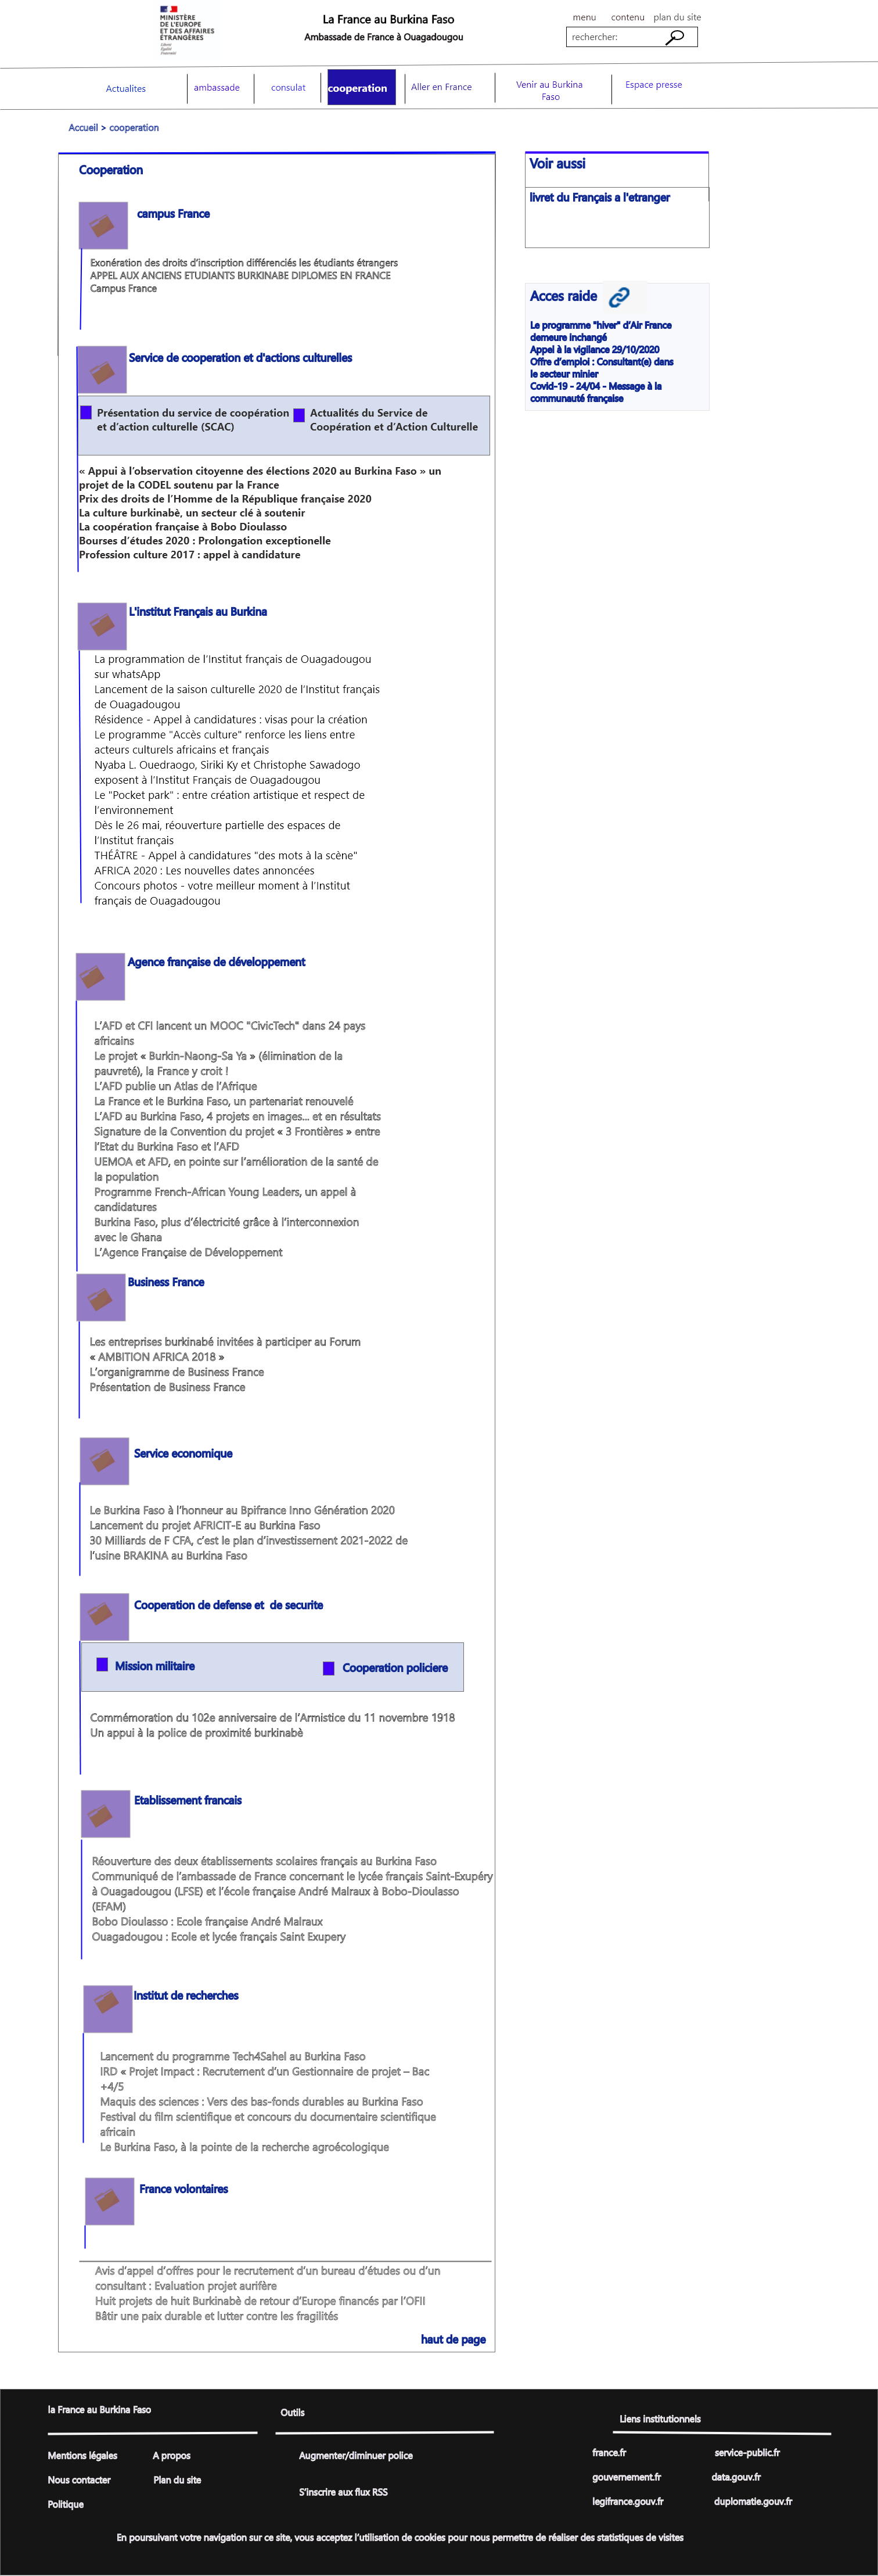 MINISTÈRE
DE L'EUROPE
ET DES AFFAIRES
ÉTRANGÈRES
Liberté
Égalité
Fraternité
La France au Burkina Faso
Ambassade de France à Ouagadougou
menu contenu plan du site
rechercher:
Actualites ambassade consulat cooperation Aller en France Venir au Burkina Faso Espace presse
Accueil > cooperation
Cooperation
campus France
Exonération des droits d'inscription différenciés les étudiants étrangers
APPEL AUX ANCIENS ETUDIANTS BURKINABE DIPLOMES EN FRANCE
Campus France
Service de cooperation et d'actions culturelles
Présentation du service de coopération
et d'action culturelle (SCAC)
Actualités du Service de
Coopération et d'Action Culturelle
« Appui à l'observation citoyenne des élections 2020 au Burkina Faso » un
projet de la CODEL soutenu par la France
Prix des droits de l'Homme de la République française 2020
La culture burkinabè, un secteur clé à soutenir
La coopération française à Bobo Dioulasso
Bourses d'études 2020 : Prolongation exceptionelle
Profession culture 2017 : appel à candidature
L'institut Français au Burkina
La programmation de l'Institut français de Ouagadougou
sur whatsApp
Lancement de la saison culturelle 2020 de l'Institut français
de Ouagadougou
Résidence - Appel à candidatures : visas pour la création
Le programme "Accès culture" renforce les liens entre
acteurs culturels africains et français
Nyaba L. Ouedraogo, Siriki Ky et Christophe Sawadogo
exposent à l'Institut Français de Ouagadougou
Le "Pocket park" : entre création artistique et respect de
l'environnement
Dès le 26 mai, réouverture partielle des espaces de
l'Institut français
THÉÂTRE - Appel à candidatures "des mots à la scène"
AFRICA 2020 : Les nouvelles dates annoncées
Concours photos - votre meilleur moment à l'Institut
français de Ouagadougou
Agence française de développement
L'AFD et CFI lancent un MOOC "CivicTech" dans 24 pays
africains
Le projet « Burkin-Naong-Sa Ya » (élimination de la
pauvreté), la France y croit !
L'AFD publie un Atlas de l'Afrique
La France et le Burkina Faso, un partenariat renouvelé
L'AFD au Burkina Faso, 4 projets en images... et en résultats
Signature de la Convention du projet « 3 Frontières » entre
l'Etat du Burkina Faso et l'AFD
UEMOA et AFD, en pointe sur l'amélioration de la santé de
la population
Programme French-African Young Leaders, un appel à
candidatures
Burkina Faso, plus d'électricité grâce à l'interconnexion
avec le Ghana
L'Agence Française de Développement
Business France
Les entreprises burkinabé invitées à participer au Forum
« AMBITION AFRICA 2018 »
L'organigramme de Business France
Présentation de Business France
Service economique
Le Burkina Faso à l'honneur au Bpifrance Inno Génération 2020
Lancement du projet AFRICIT-E au Burkina Faso
30 Milliards de F CFA, c'est le plan d'investissement 2021-2022 de
l'usine BRAKINA au Burkina Faso
Cooperation de defense et de securite
Mission militaire
Cooperation policiere
Commémoration du 102e anniversaire de l'Armistice du 11 novembre 1918
Un appui à la police de proximité burkinabè
Etablissement francais
Réouverture des deux établissements scolaires français au Burkina Faso
Communiqué de l'ambassade de France concernant le lycée français Saint-Exupéry
à Ouagadougou (LFSE) et l'école française André Malraux à Bobo-Dioulasso
(EFAM)
Bobo Dioulasso : Ecole française André Malraux
Ouagadougou : Ecole et lycée français Saint Exupery
Institut de recherches
Lancement du programme Tech4Sahel au Burkina Faso
IRD « Projet Impact : Recrutement d'un Gestionnaire de projet – Bac
+4/5
Maquis des sciences : Vers des bas-fonds durables au Burkina Faso
Festival du film scientifique et concours du documentaire scientifique
africain
Le Burkina Faso, à la pointe de la recherche agroécologique
France volontaires
Avis d'appel d'offres pour le recrutement d'un bureau d'études ou d'un
consultant : Evaluation projet aurifère
Huit projets de huit Burkinabè de retour d'Europe financés par l'OFII
Bâtir une paix durable et lutter contre les fragilités
haut de page
Voir aussi
livret du Français a l'etranger
Acces raide
Le programme "hiver" d'Air France
demeure inchangé
Appel à la vigilance 29/10/2020
Offre d'emploi : Consultant(e) dans
le secteur minier
Covid-19 - 24/04 - Message à la
communauté française
la France au Burkina Faso
Mentions légales A propos
Nous contacter Plan du site
Politique
Outils
Augmenter/diminuer police
S'inscrire aux flux RSS
Liens institutionnels
france.fr service-public.fr
gouvernement.fr data.gouv.fr
legifrance.gouv.fr duplomatie.gouv.fr
En poursuivant votre navigation sur ce site, vous acceptez l'utilisation de cookies pour nous permettre de réaliser des statistiques de visites